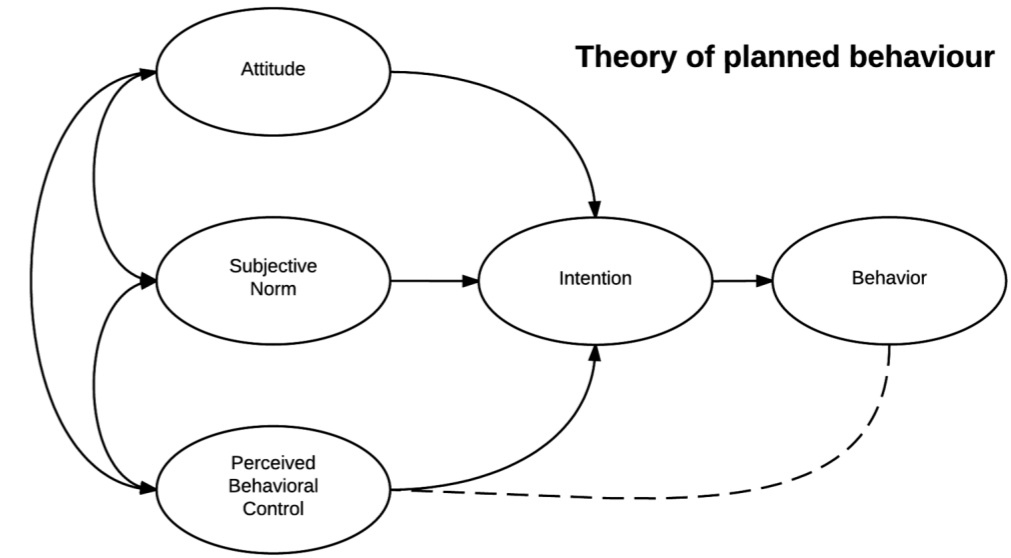 Theory of planned behaviour
Attitude
Subjective
Norm
Intention
Behavior
Perceived
Behavioral
Control